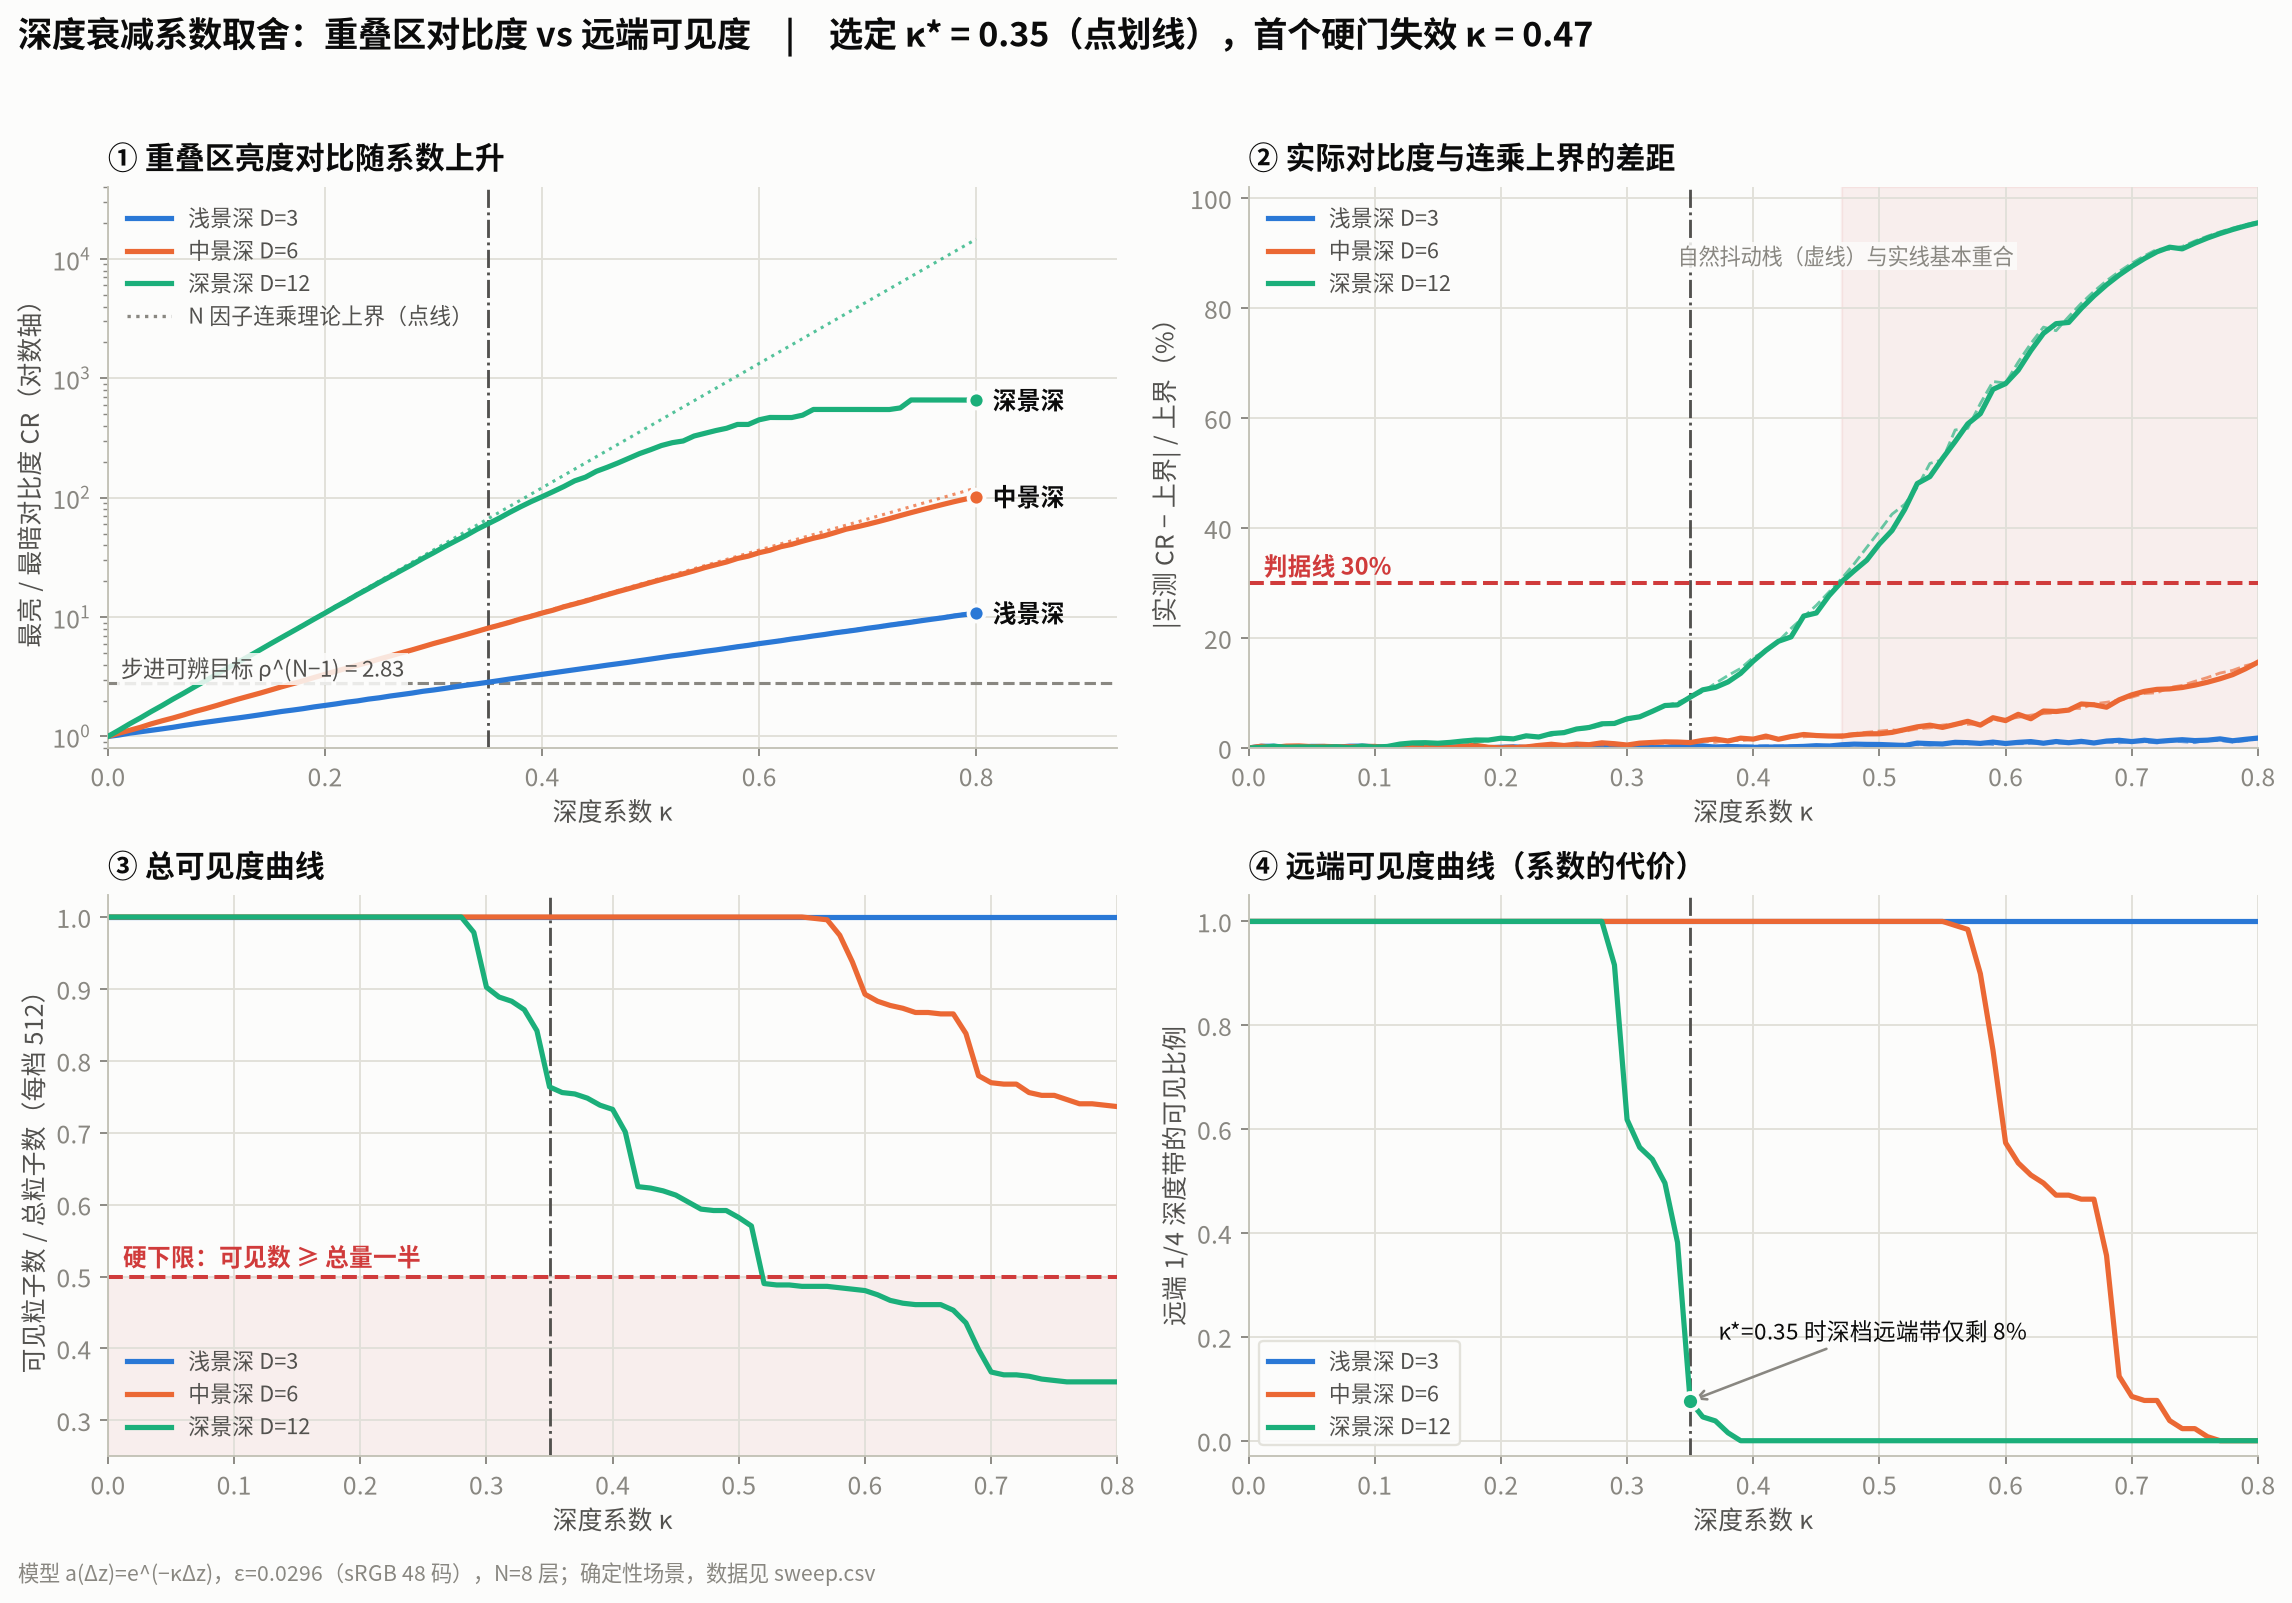 深度衰减系数取舍：重叠区对比度 vs 远端可见度 | 选定 κ* = 0.35（点划线），首个硬门失效 κ = 0.47
① 重叠区亮度对比随系数上升
最亮 / 最暗对比度 CR（对数轴）
浅景深 D=3
中景深 D=6
深景深 D=12
N 因子连乘理论上界（点线）
10⁴
10³
10²
10¹
10⁰
深景深
中景深
浅景深
步进可辨目标 ρ^(N−1) = 2.83
0.0 0.2 0.4 0.6 0.8
深度系数 κ
② 实际对比度与连乘上界的差距
|实测 CR − 上界| / 上界（%）
浅景深 D=3
中景深 D=6
深景深 D=12
自然抖动栈（虚线）与实线基本重合
判据线 30%
100
80
60
40
20
0
0.0 0.1 0.2 0.3 0.4 0.5 0.6 0.7 0.8
深度系数 κ
③ 总可见度曲线
可见粒子数 / 总粒子数（每档 512）
1.0
0.9
0.8
0.7
0.6
0.5
0.4
0.3
硬下限：可见数 ⩾ 总量一半
浅景深 D=3
中景深 D=6
深景深 D=12
0.0 0.1 0.2 0.3 0.4 0.5 0.6 0.7 0.8
深度系数 κ
④ 远端可见度曲线（系数的代价）
远端 1/4 深度带的可见比例
1.0
0.8
0.6
0.4
0.2
0.0
κ*=0.35 时深档远端带仅剩 8%
浅景深 D=3
中景深 D=6
深景深 D=12
0.0 0.1 0.2 0.3 0.4 0.5 0.6 0.7 0.8
深度系数 κ
模型 a(Δz)=e^(−κΔz)，ε=0.0296（sRGB 48 码），N=8 层；确定性场景，数据见 sweep.csv